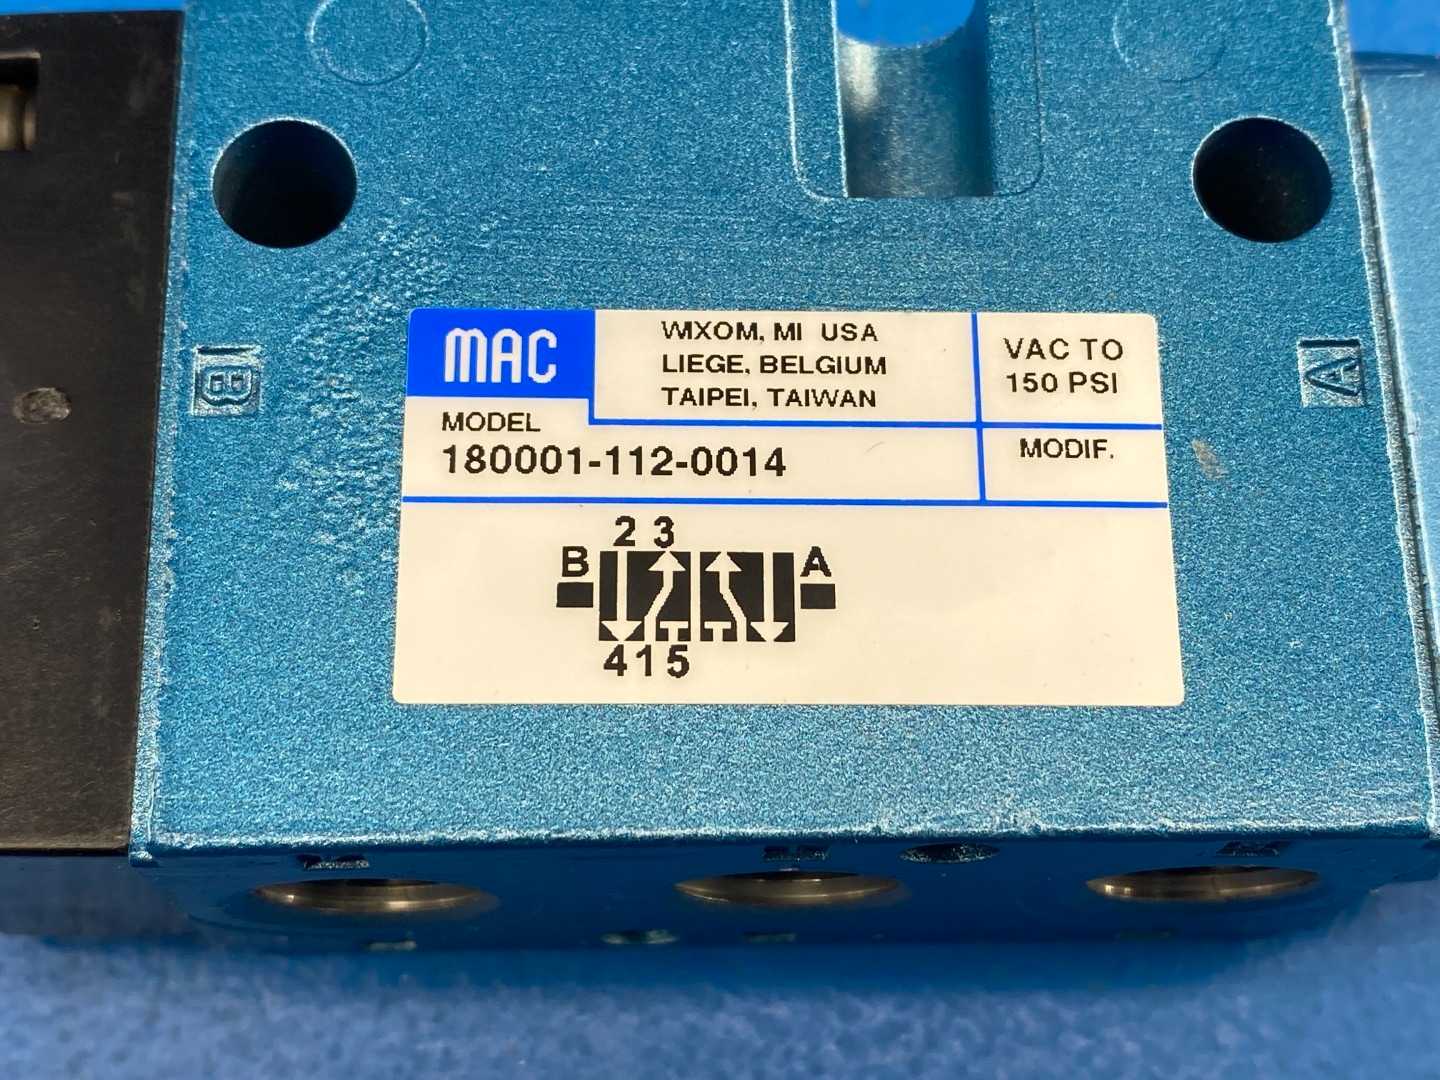 MAC
WIXOM, MI USA
LIEGE, BELGIUM
TAIPEI, TAIWAN
VAC TO
150 PSI
MODEL
180001-112-0014
MODIF.
2 3
B A
4 1 5
B
A